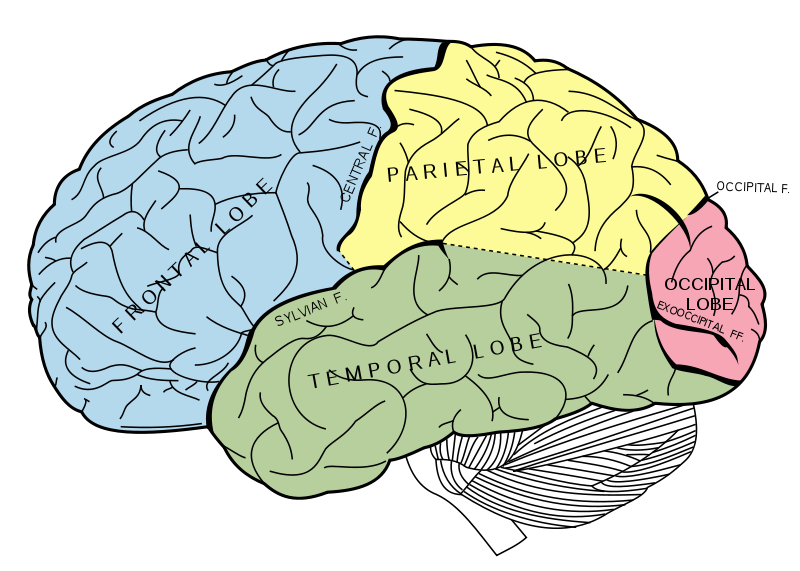 CENTRAL F.
PARIETAL LOBE
OCCIPITAL F.
FRONTAL LOBE
OCCIPITAL
LOBE
EXOOCCIPITAL FF.
SYLVIAN F.
TEMPORAL LOBE